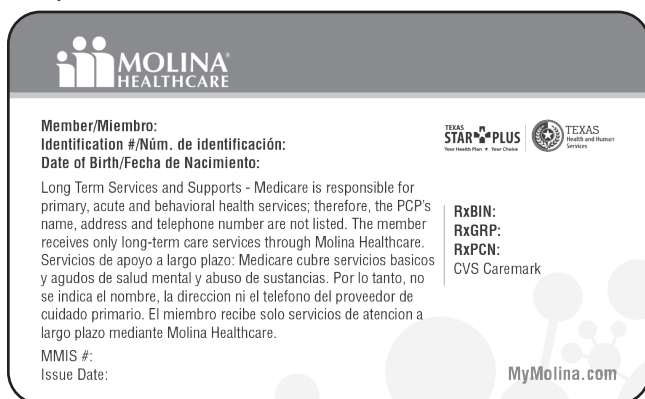 MOLINA®
HEALTHCARE
Member/Miembro:
Identification #/Núm. de identificación:
Date of Birth/Fecha de Nacimiento:
TEXAS
STAR PLUS
Your Health Plan ★ Your Choice
TEXAS
Health and Human
Services
Long Term Services and Supports - Medicare is responsible for
primary, acute and behavioral health services; therefore, the PCP's
name, address and telephone number are not listed. The member
receives only long-term care services through Molina Healthcare.
Servicios de apoyo a largo plazo: Medicare cubre servicios basicos
y agudos de salud mental y abuso de sustancias. Por lo tanto, no
se indica el nombre, la direccion ni el telefono del proveedor de
cuidado primario. El miembro recibe solo servicios de atencion a
largo plazo mediante Molina Healthcare.
RxBIN:
RxGRP:
RxPCN:
CVS Caremark
MMIS #:
Issue Date:
MyMolina.com